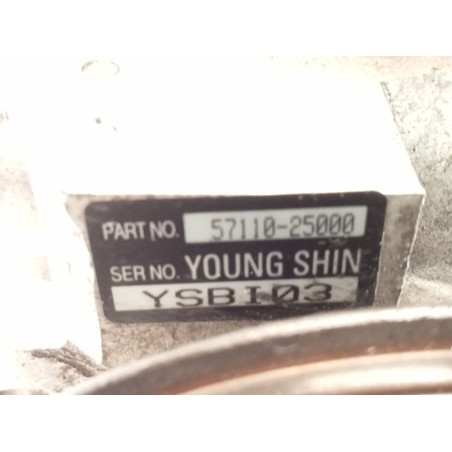 PART NO. 57110-25000
SER NO. YOUNG SHIN
YSBI03